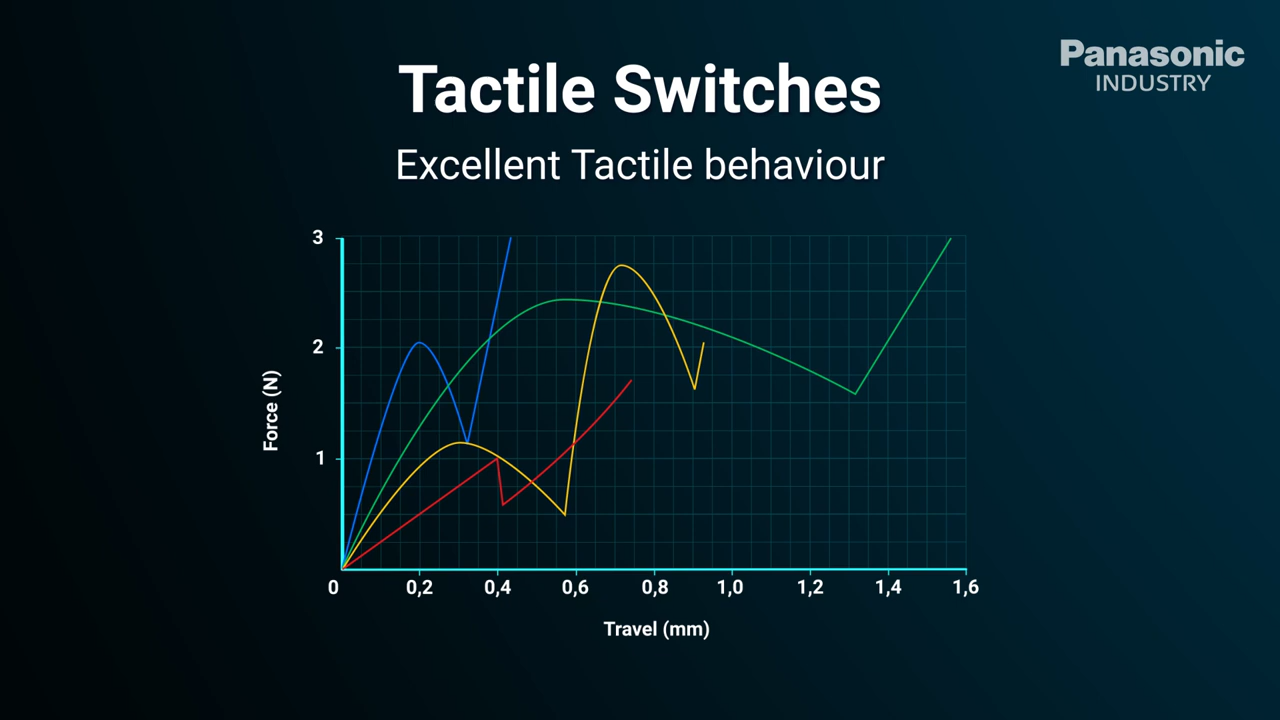 Panasonic
INDUSTRY
Tactile Switches
Excellent Tactile behaviour
3
2
1
Force (N)
0 0,2 0,4 0,6 0,8 1,0 1,2 1,4 1,6
Travel (mm)